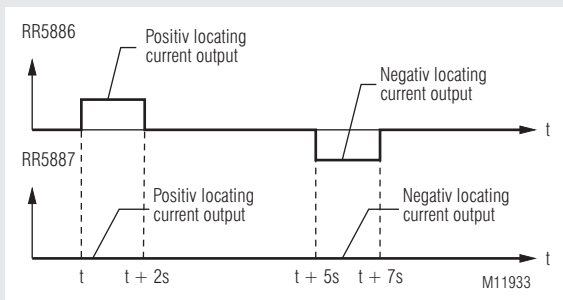 RR5886
Positiv locating
current output
Negativ locating
current output
t
RR5887
Positiv locating
current output
Negativ locating
current output
t
t
t + 2s
t + 5s
t + 7s
M11933